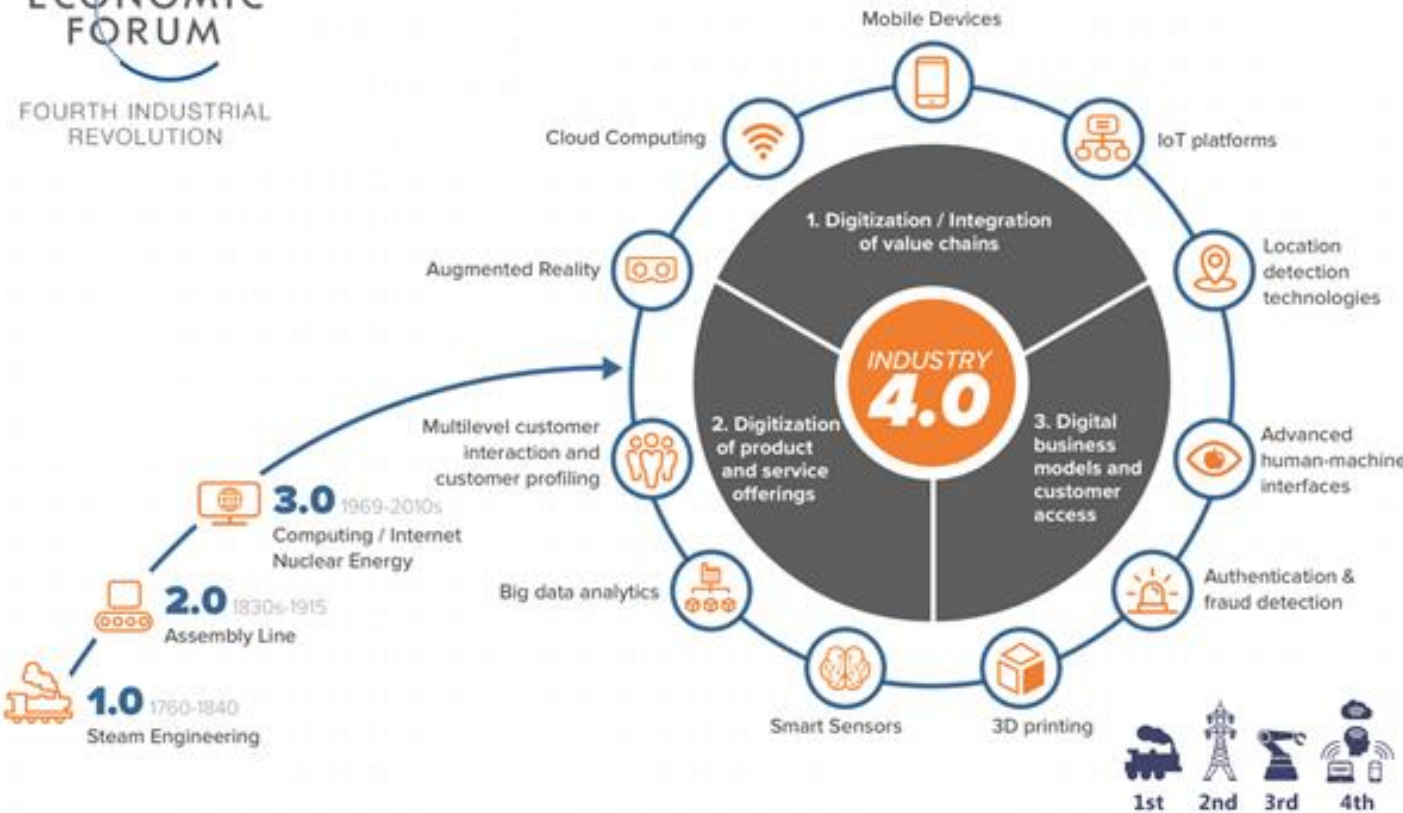 ECONOMIC
FORUM
FOURTH INDUSTRIAL
REVOLUTION
Mobile Devices
Cloud Computing
IoT platforms
Augmented Reality
Location
detection
technologies
1. Digitization / Integration
of value chains
INDUSTRY
4.0
2. Digitization
of product
and service
offerings
3. Digital
business
models and
customer
access
Multilevel customer
interaction and
customer profiling
Advanced
human-machine
interfaces
Big data analytics
Authentication &
fraud detection
Smart Sensors
3D printing
3.0 1969-2010s
Computing / Internet
Nuclear Energy
2.0 1830s-1915
Assembly Line
1.0 1760-1840
Steam Engineering
1st 2nd 3rd 4th